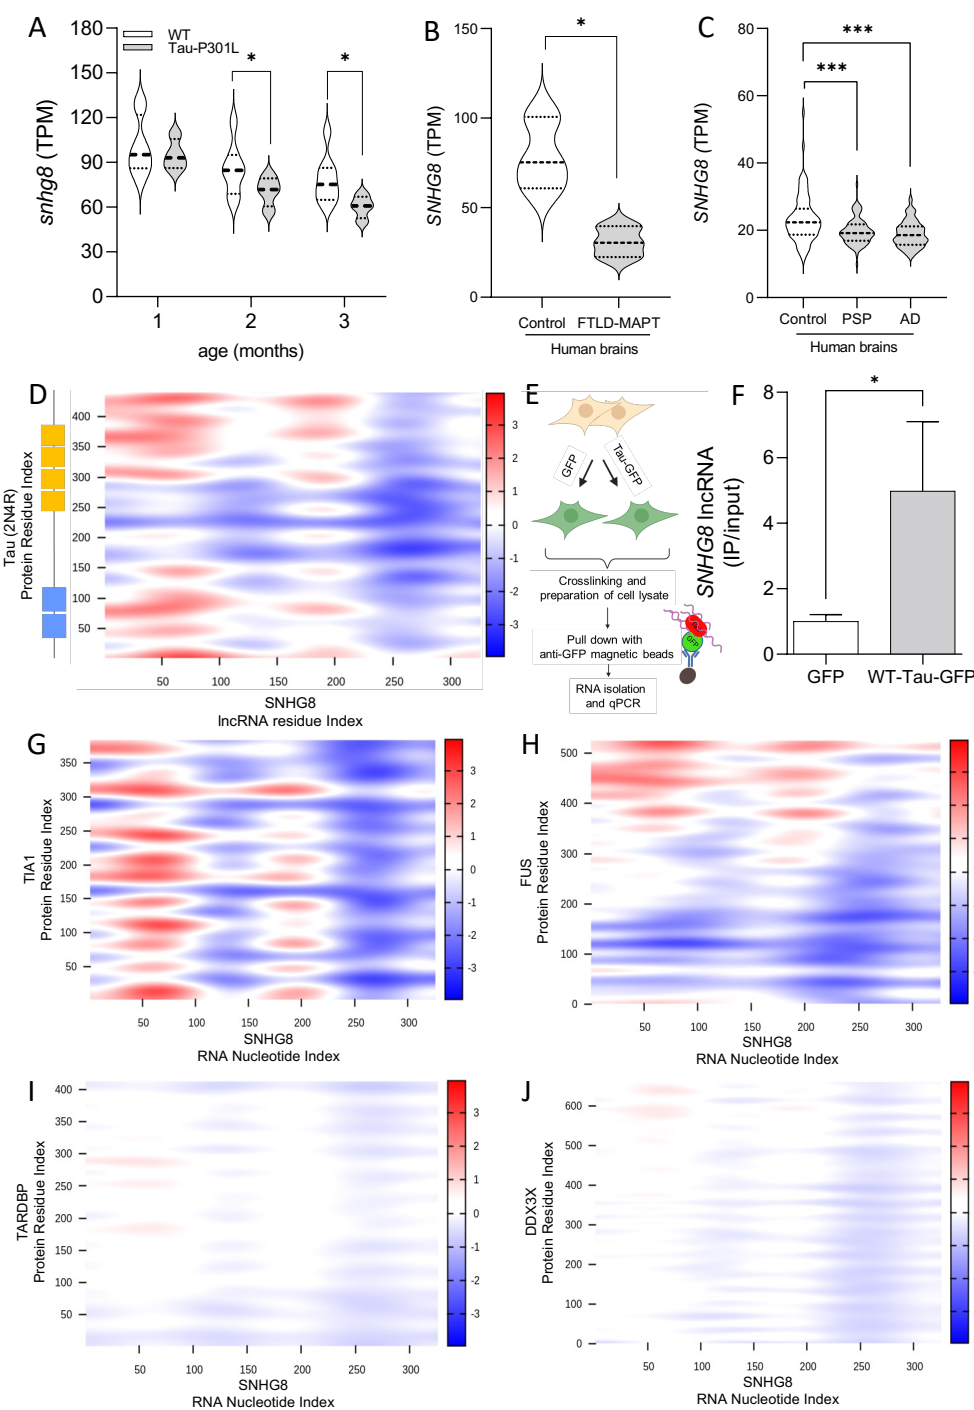 A
180
150
120
90
60
30
0
snhg8 (TPM)
WT
Tau-P301L
*
*
1
2
3
age (months)
B
150
100
50
0
SNHG8 (TPM)
*
Control
FTLD-MAPT
Human brains
C
80
60
40
20
0
SNHG8 (TPM)
***
***
Control
PSP
AD
Human brains
D
Tau (2N4R)
Protein Residue Index
400
350
300
250
200
150
100
50
50
100
150
200
250
300
SNHG8
lncRNA residue Index
3
2
1
0
-1
-2
-3
E
GFP
Tau-GFP
Crosslinking and
preparation of cell lysate
Pull down with
anti-GFP magnetic beads
GFP
RNA isolation
and qPCR
F
8
6
4
2
0
SNHG8 lncRNA
(IP/input)
*
GFP
WT-Tau-GFP
G
TIA1
Protein Residue Index
350
300
250
200
150
100
50
50
100
150
200
250
300
SNHG8
RNA Nucleotide Index
3
2
1
0
-1
-2
-3
H
FUS
Protein Residue Index
500
400
300
200
100
0
50
100
150
200
250
300
SNHG8
RNA Nucleotide Index
I
TARDBP
Protein Residue Index
400
350
300
250
200
150
100
50
50
100
150
200
250
300
SNHG8
RNA Nucleotide Index
3
2
1
0
-1
-2
-3
J
DDX3X
Protein Residue Index
600
500
400
300
200
100
0
50
100
150
200
250
300
SNHG8
RNA Nucleotide Index